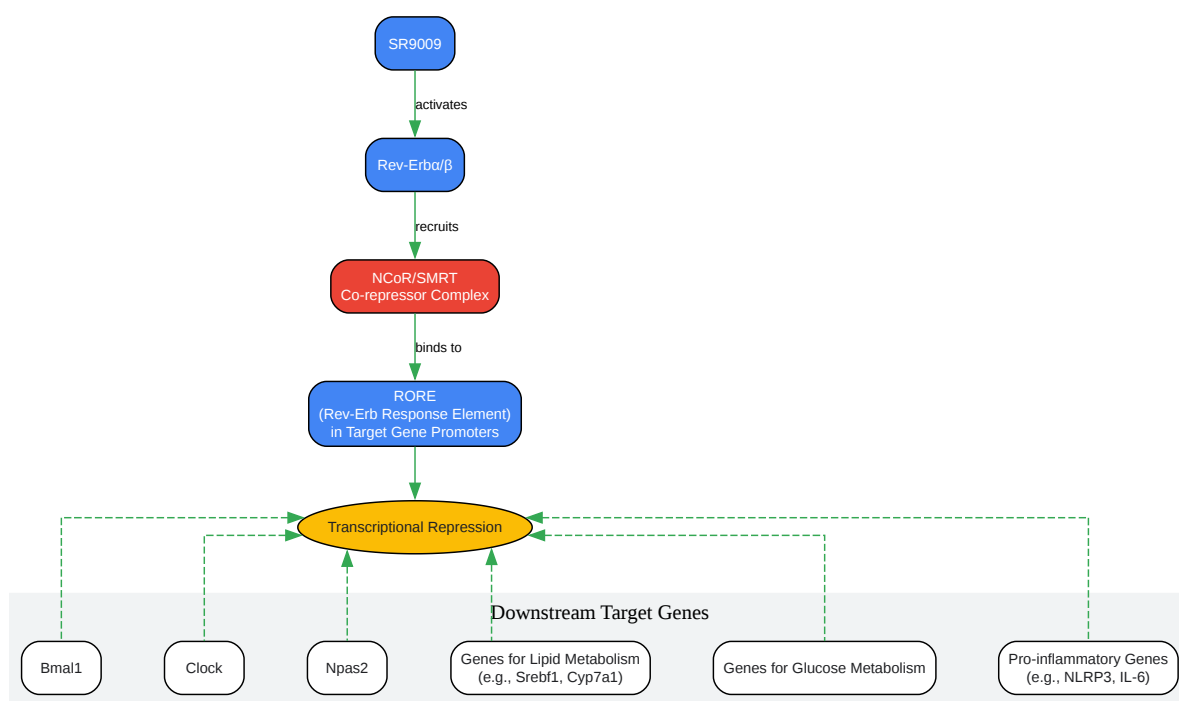 SR9009
activates
Rev-Erbα/β
recruits
NCoR/SMRT
Co-repressor Complex
binds to
RORE
(Rev-Erb Response Element)
in Target Gene Promoters
Transcriptional Repression
Downstream Target Genes
Bmal1
Clock
Npas2
Genes for Lipid Metabolism
(e.g., Srebf1, Cyp7a1)
Genes for Glucose Metabolism
Pro-inflammatory Genes
(e.g., NLRP3, IL-6)